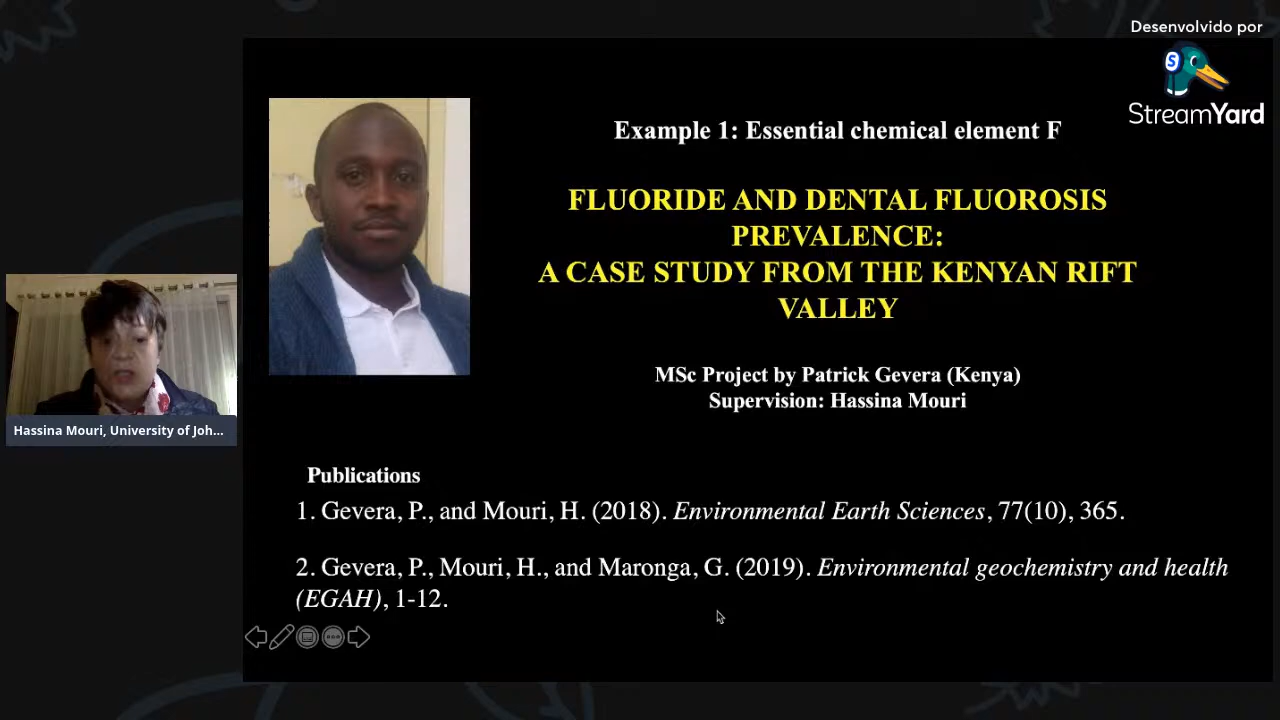 Desenvolvido por
StreamYard
Example 1: Essential chemical element F
FLUORIDE AND DENTAL FLUOROSIS
PREVALENCE:
A CASE STUDY FROM THE KENYAN RIFT
VALLEY
MSc Project by Patrick Gevera (Kenya)
Supervision: Hassina Mouri
Hassina Mouri, University of Joh...
Publications
1. Gevera, P., and Mouri, H. (2018). Environmental Earth Sciences, 77(10), 365.
2. Gevera, P., Mouri, H., and Maronga, G. (2019). Environmental geochemistry and health
(EGAH), 1-12.